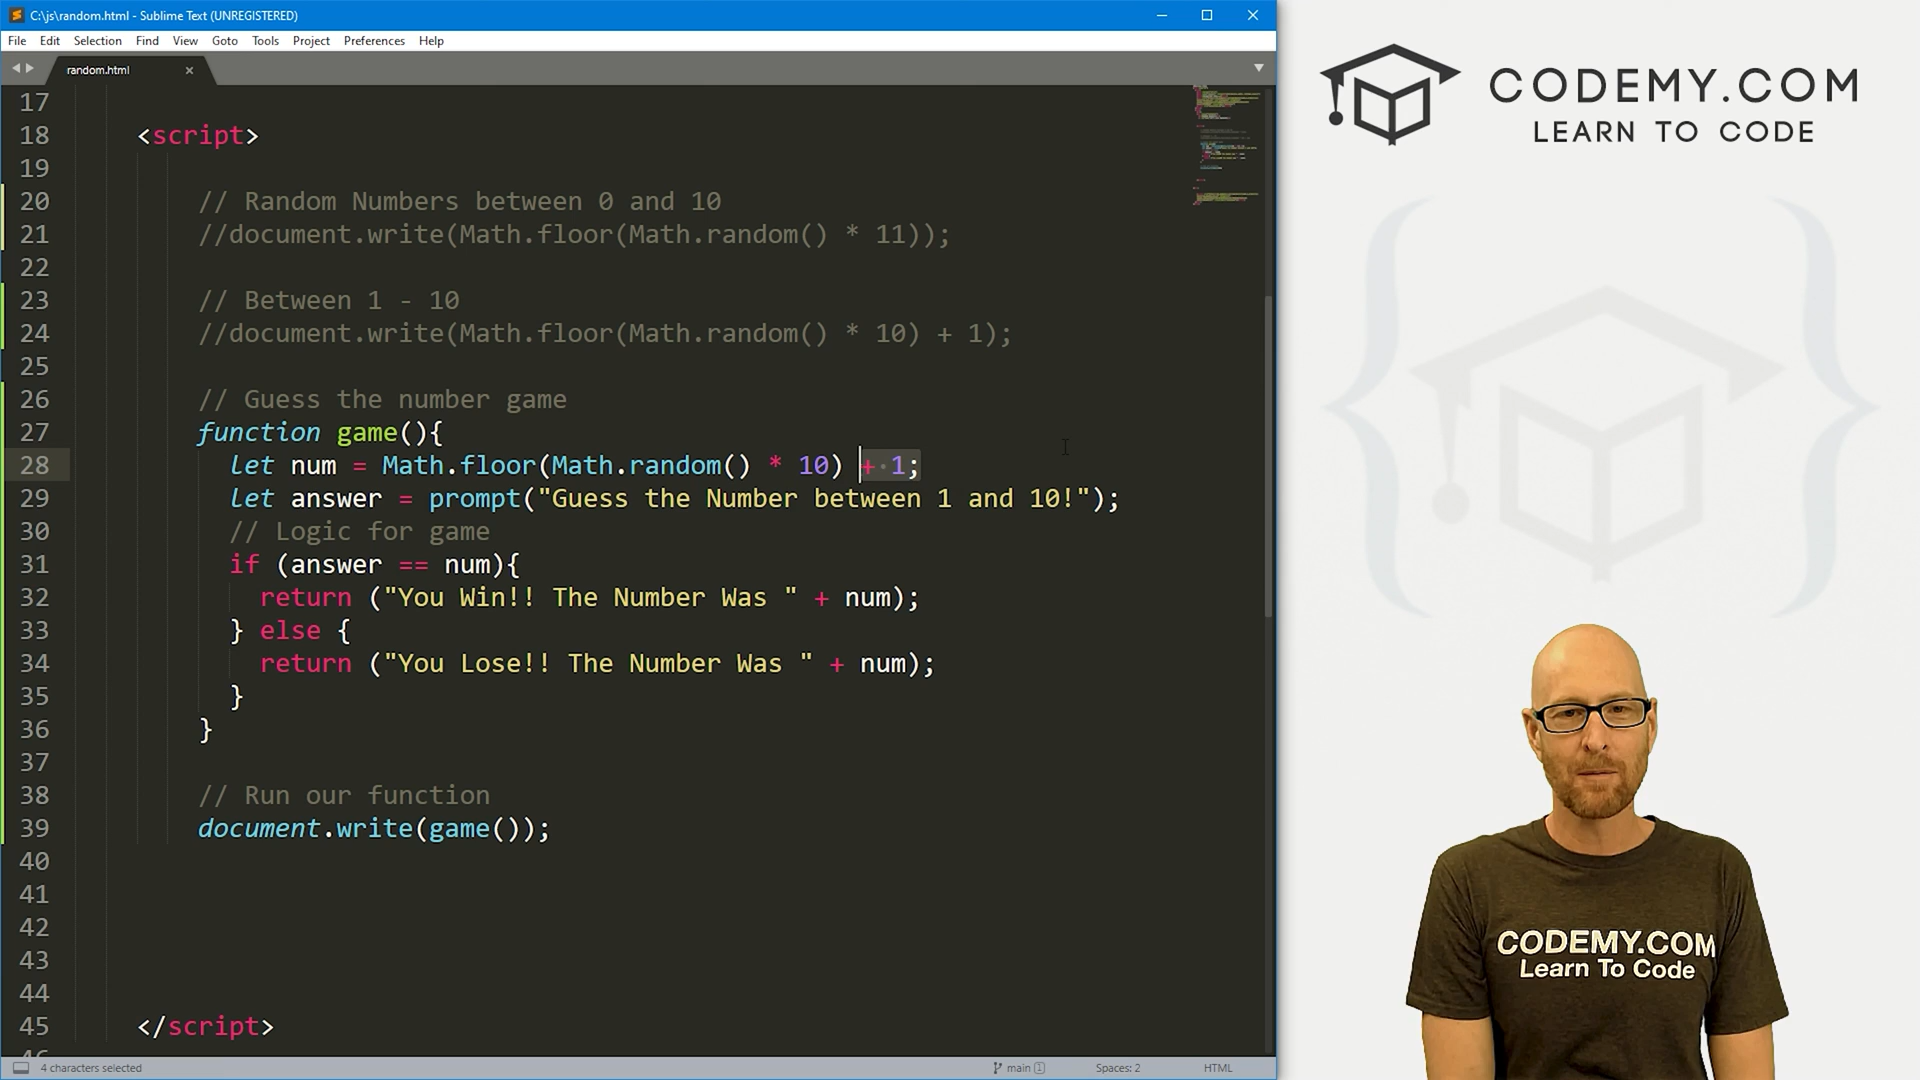 C:\js\random.html - Sublime Text (UNREGISTERED)
File Edit Selection Find View Goto Tools Project Preferences Help
random.html
17
18 <script>
19
20 // Random Numbers between 0 and 10
21 //document.write(Math.floor(Math.random() * 11));
22
23 // Between 1 - 10
24 //document.write(Math.floor(Math.random() * 10) + 1);
25
26 // Guess the number game
27 function game(){
28 let num = Math.floor(Math.random() * 10) + 1;
29 let answer = prompt("Guess the Number between 1 and 10!");
30 // Logic for game
31 if (answer == num){
32 return ("You Win!! The Number Was " + num);
33 } else {
34 return ("You Lose!! The Number Was " + num);
35 }
36 }
37
38 // Run our function
39 document.write(game());
40
41
42
43
44
45 </script>
4 characters selected main 1 Spaces: 2 HTML
CODEMY.COM
LEARN TO CODE
CODEMY.COM
Learn To Code